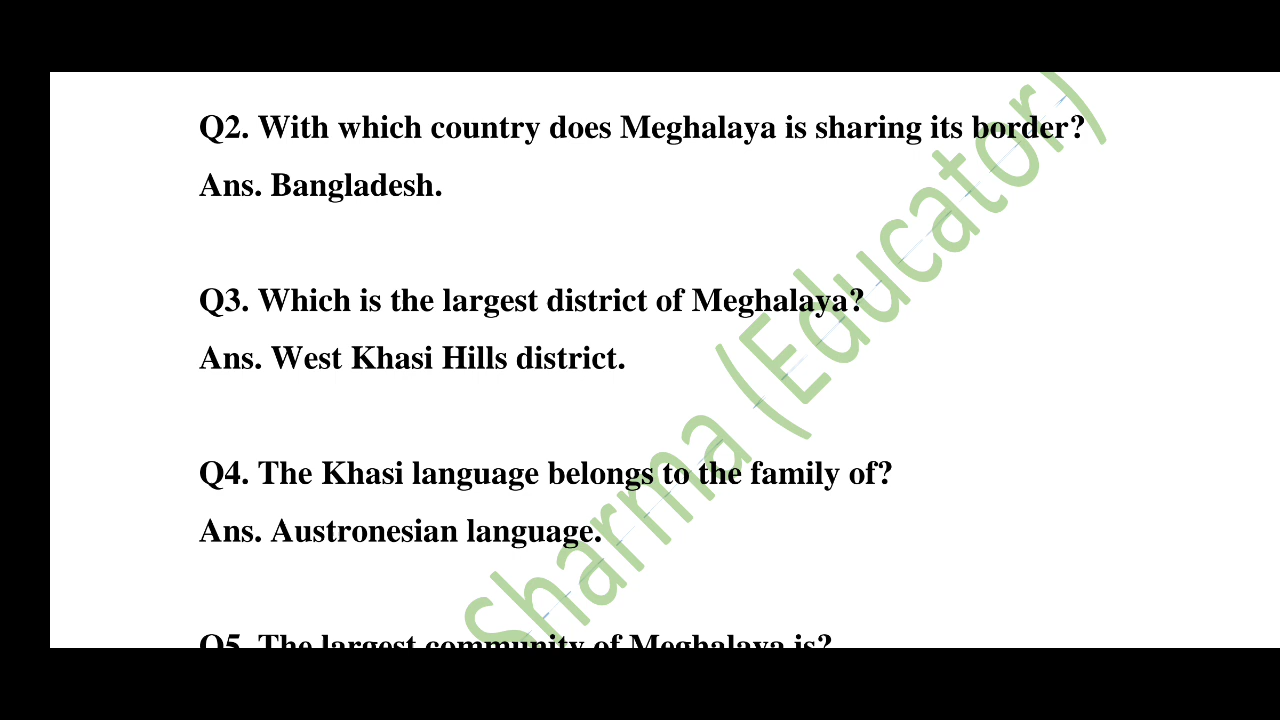 Q2. With which country does Meghalaya is sharing its border?
Ans. Bangladesh.
Q3. Which is the largest district of Meghalaya?
Ans. West Khasi Hills district.
Q4. The Khasi language belongs to the family of?
Ans. Austronesian language.
Q5. The largest community of Meghalaya is?
Sharma (Educator)